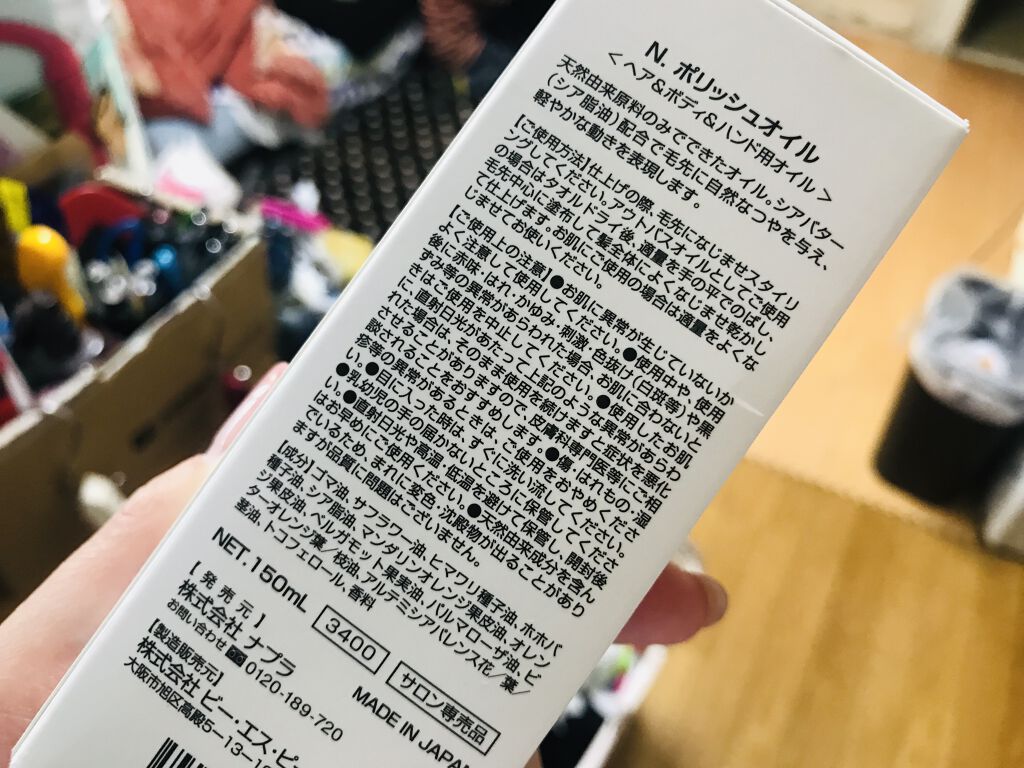 N. ポリッシュオイル
＜ヘア&ボディ&ハンド用オイル＞
天然由来原料のみでできたオイル。シアバター
(シア脂油)配合で毛先に自然なつやを与え、
軽やかな動きを表現します。
【ご使用方法】仕上げの際、毛先になじませスタイリ
ングしてください。アウトバスオイルとしてご使用
の場合はタオルドライ後、適量を手の平でのばし、
毛先中心に塗布して髪全体によくなじませ乾かし
て仕上げます。お肌にご使用の場合は適量をよくな
じませてお使いください。
【ご使用上の注意】●お肌に異常が生じていないか
よく注意して使用してください。●使用中や、使用
後に赤味、はれ、かゆみ、刺激、色抜け(白斑等)や黒
ずみ等の異常があらわれた場合、お肌に合わないと
きはご使用を中止してください。●使用したお肌
に、直射日光があたって上記のような異常があらわ
れた場合は、そのまま使用を続けますと症状を悪化
させることがありますので、皮膚科専門医等にご相
談されることをおすすめします。●傷、はれもの、湿
疹等の異常があるときは、ご使用をおやめくださ
い。●目に入った時は、すぐに洗い流してください。
●乳幼児の手の届かないところに保管してください。
●直射日光や高温、低温を避けて保管し、開封後
はお早めにご使用ください。●天然由来成分を含ん
でいるため、まれに変色・沈殿物が出ることがあり
ますが品質に問題はございません。
【成分】ゴマ油、サフラワー油、ヒマワリ種子油、ホホバ
種子油、シア脂油、マンダリンオレンジ果皮油、オレン
ジ果皮油、ベルガモット果実油、パルマローザ油、ビ
ターオレンジ葉／枝油、アルテミシアパレンス花／葉／
茎油、トコフェロール、香料
NET.150mL 3400 サロン専売品
【発売元】 MADE IN JAPAN
株式会社 ナプラ
お問い合わせ 0120-189-720
【製造販売元】
株式会社 ピー・エス・ピ
大阪市旭区高殿5-13-1